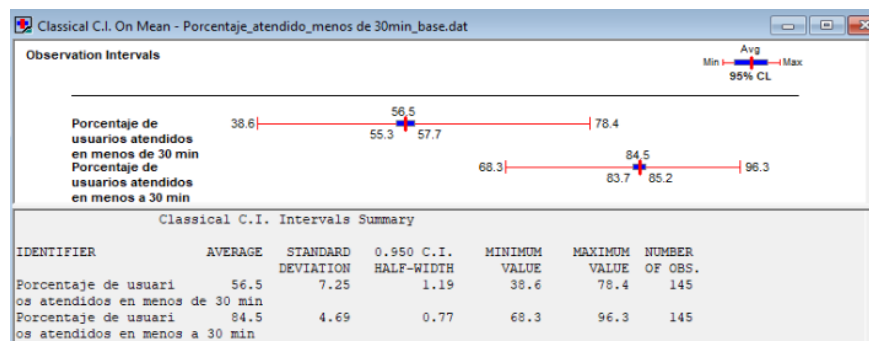 Classical C.I. On Mean - Porcentaje_atendido_menos de 30min_base.dat
Observation Intervals
Avg
Min Max
95% CL
Porcentaje de
usuarios atendidos
en menos de 30 min
38.6 56.5 78.4
55.3 57.7
Porcentaje de
usuarios atendidos
en menos a 30 min
68.3 84.5 96.3
83.7 85.2
Classical C.I. Intervals Summary
IDENTIFIER AVERAGE STANDARD 0.950 C.I. MINIMUM MAXIMUM NUMBER
DEVIATION HALF-WIDTH VALUE VALUE OF OBS.
Porcentaje de usuari 56.5 7.25 1.19 38.6 78.4 145
os atendidos en menos de 30 min
Porcentaje de usuari 84.5 4.69 0.77 68.3 96.3 145
os atendidos en menos a 30 min